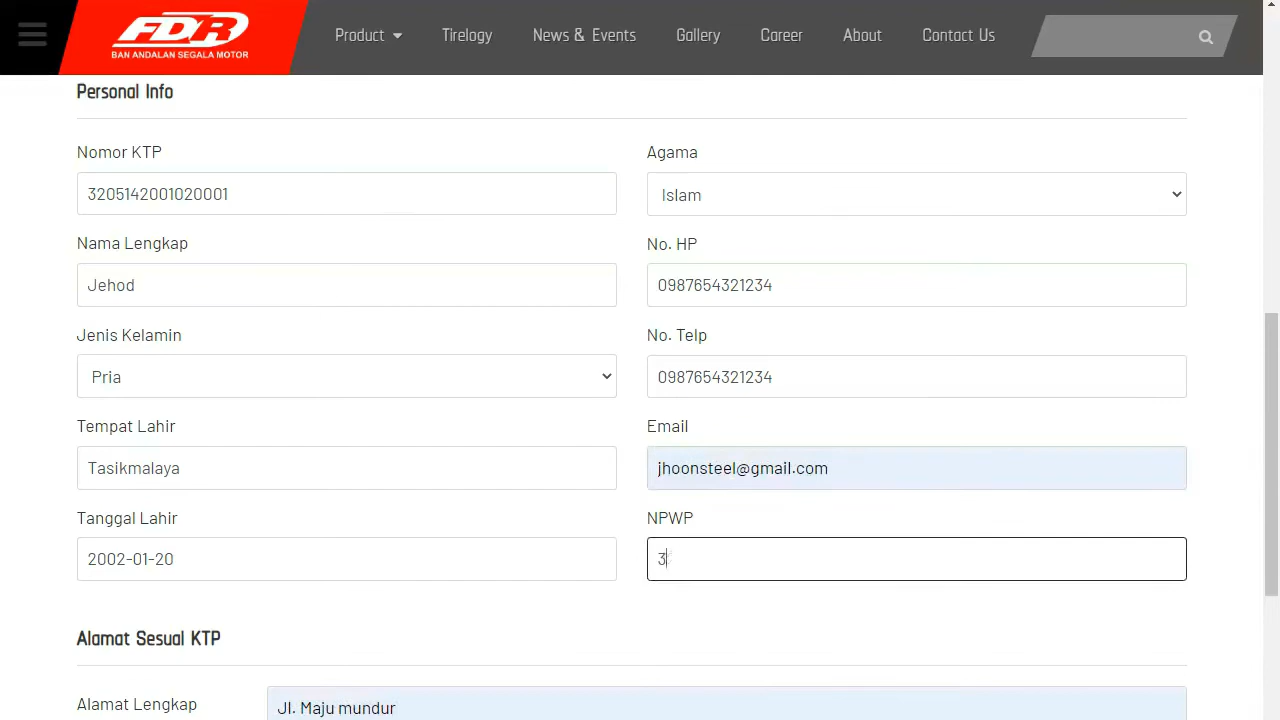 FDR
BAN ANDALAN SEGALA MOTOR
Product
Tirelogy
News & Events
Gallery
Career
About
Contact Us
Personal Info
Nomor KTP
3205142001020001
Nama Lengkap
Jehod
Jenis Kelamin
Pria
Tempat Lahir
Tasikmalaya
Tanggal Lahir
2002-01-20
Agama
Islam
No. HP
0987654321234
No. Telp
0987654321234
Email
jhoonsteel@gmail.com
NPWP
3
Alamat Sesual KTP
Alamat Lengkap
Jl. Maju mundur